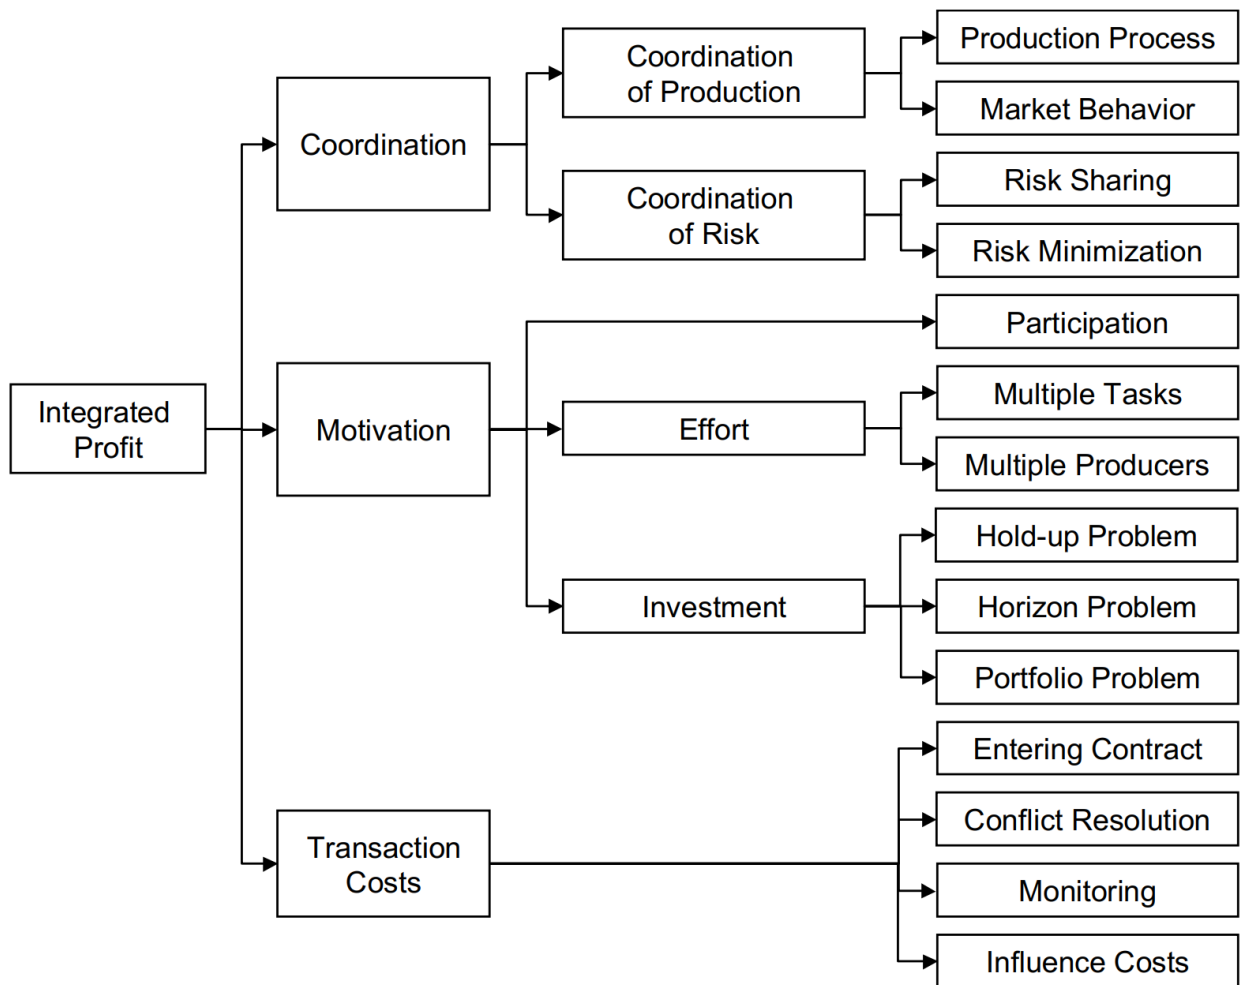 Integrated
Profit
Coordination
Motivation
Transaction
Costs
Coordination
of Production
Coordination
of Risk
Effort
Investment
Production Process
Market Behavior
Risk Sharing
Risk Minimization
Participation
Multiple Tasks
Multiple Producers
Hold-up Problem
Horizon Problem
Portfolio Problem
Entering Contract
Conflict Resolution
Monitoring
Influence Costs